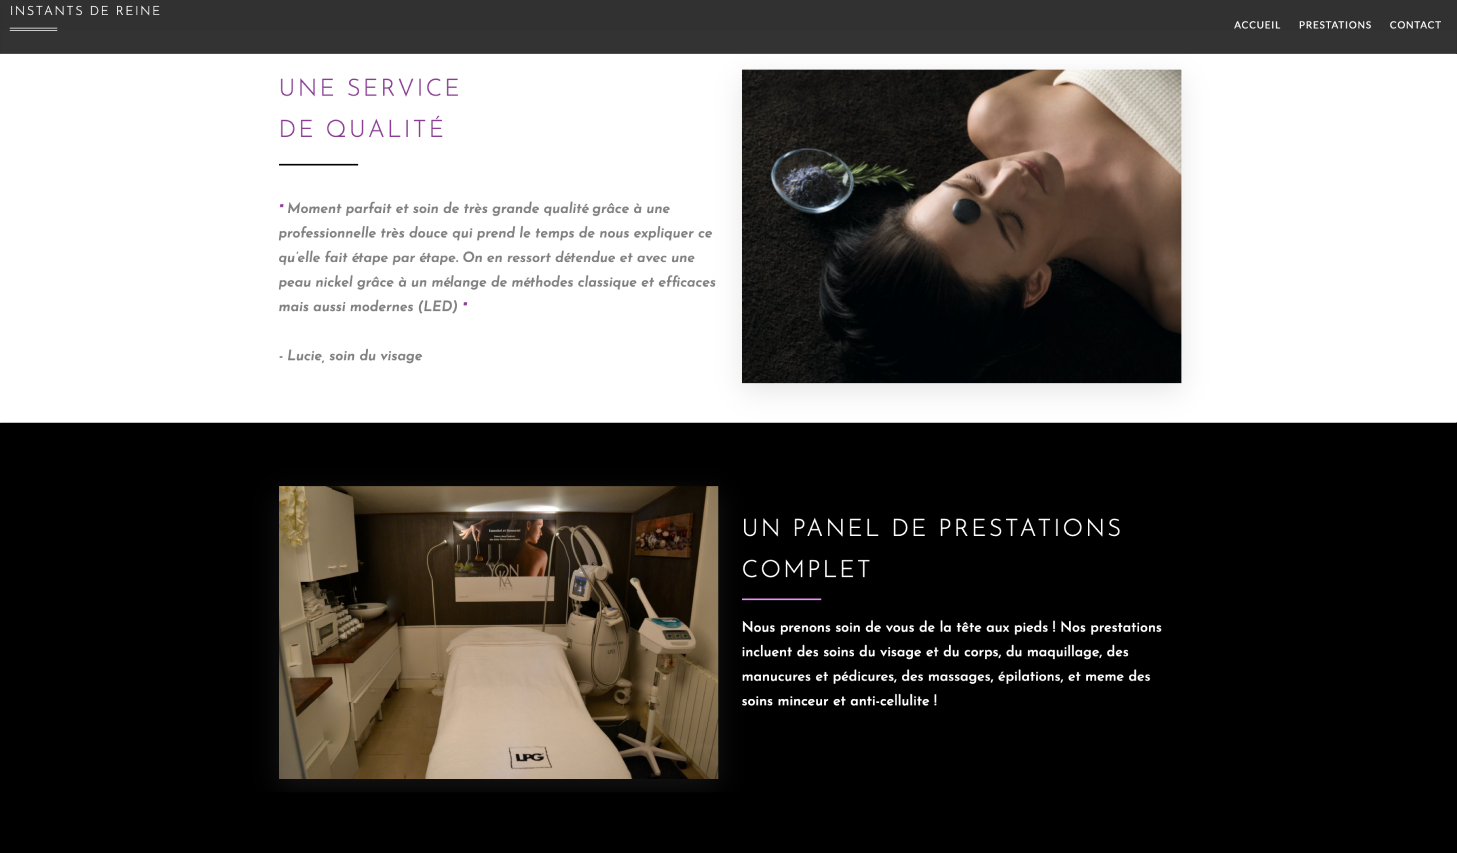 INSTANTS DE REINE
ACCUEIL PRESTATIONS CONTACT
UNE SERVICE
DE QUALITÉ
" Moment parfait et soin de très grande qualité grâce à une
professionnelle très douce qui prend le temps de nous expliquer ce
qu'elle fait étape par étape. On en ressort détendue et avec une
peau nickel grâce à un mélange de méthodes classique et efficaces
mais aussi modernes (LED) "
- Lucie, soin du visage
YON
KA
LPG
UN PANEL DE PRESTATIONS
COMPLET
Nous prenons soin de vous de la tête aux pieds ! Nos prestations
incluent des soins du visage et du corps, du maquillage, des
manucures et pédicures, des massages, épilations, et meme des
soins minceur et anti-cellulite !